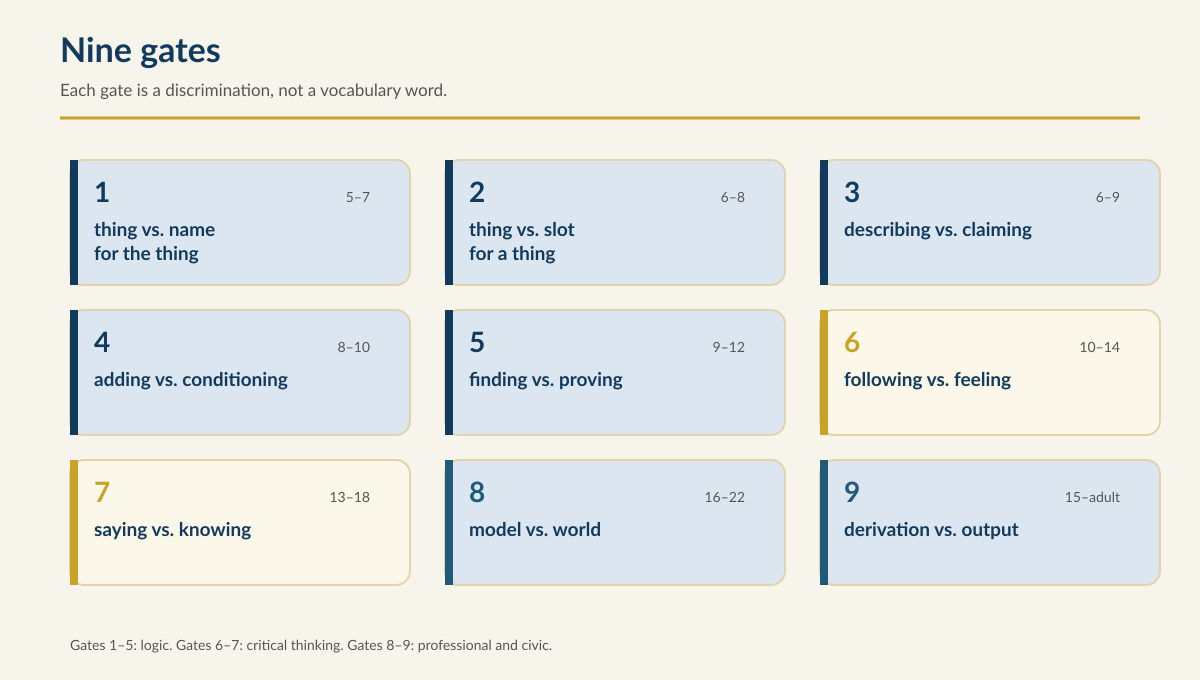 Nine gates
Each gate is a discrimination, not a vocabulary word.
1
5–7
thing vs. name
for the thing
2
6–8
thing vs. slot
for a thing
3
6–9
describing vs. claiming
4
8–10
adding vs. conditioning
5
9–12
finding vs. proving
6
10–14
following vs. feeling
7
13–18
saying vs. knowing
8
16–22
model vs. world
9
15–adult
derivation vs. output
Gates 1–5: logic. Gates 6–7: critical thinking. Gates 8–9: professional and civic.